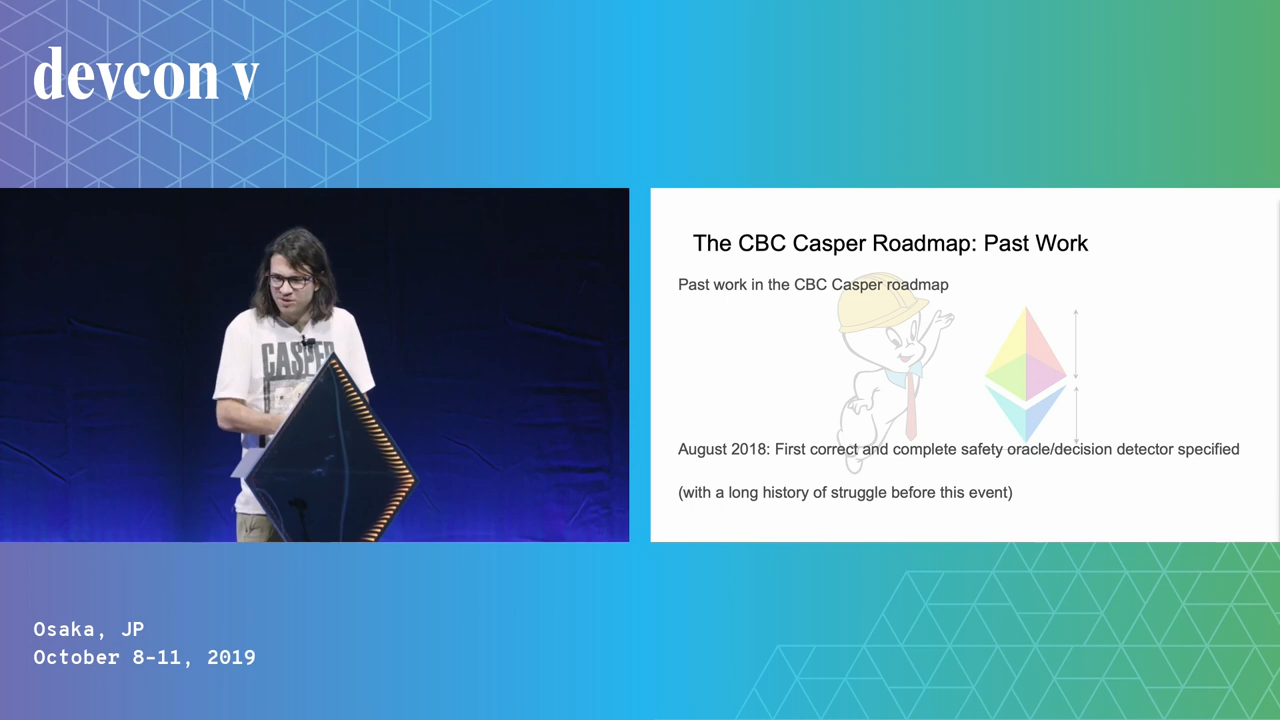 devcon v
CASPER
The CBC Casper Roadmap: Past Work
Past work in the CBC Casper roadmap
August 2018: First correct and complete safety oracle/decision detector specified
(with a long history of struggle before this event)
Osaka, JP
October 8-11, 2019